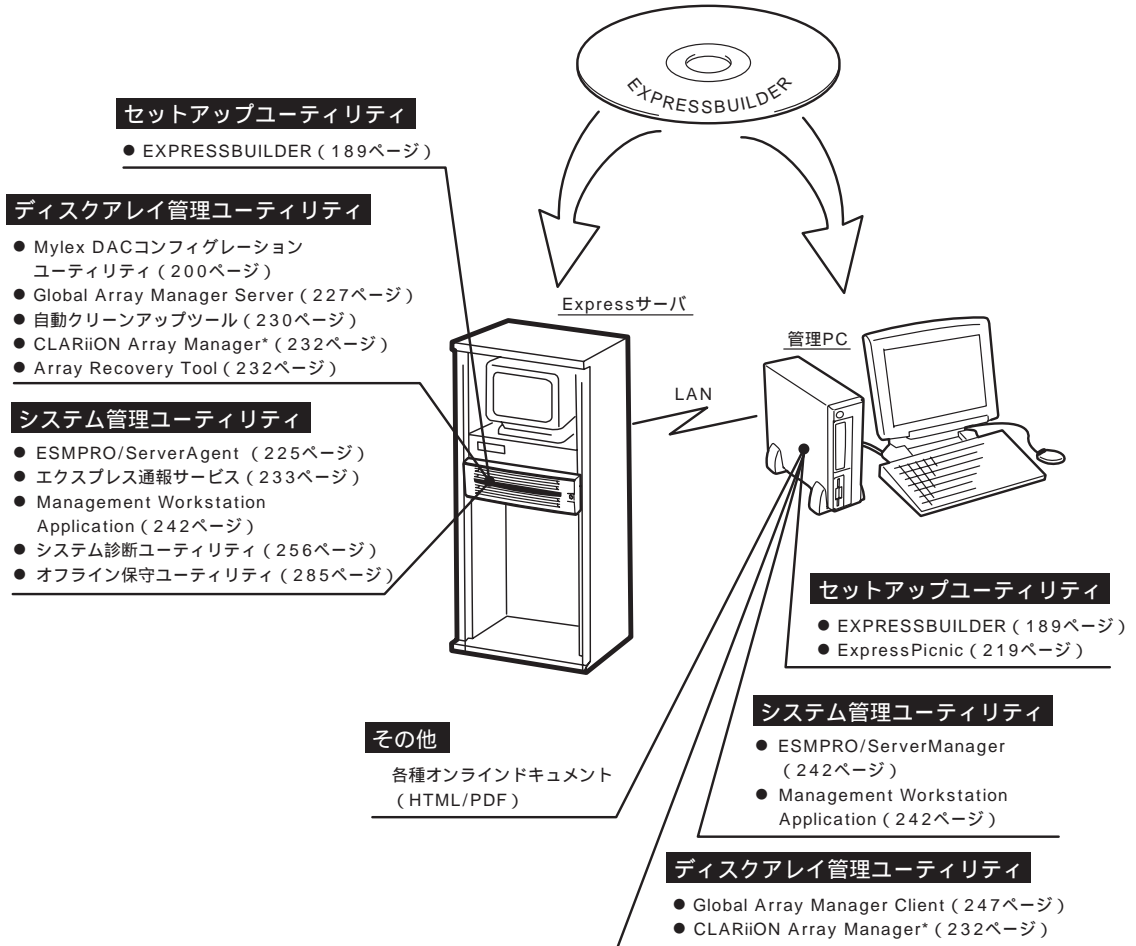 EXPRESSBUILDER
セットアップユーティリティ
● EXPRESSBUILDER（189ページ）
ディスクアレイ管理ユーティリティ
● Mylex DACコンフィグレーション
ユーティリティ（200ページ）
● Global Array Manager Server（227ページ）
● 自動クリーンアップツール（230ページ）
● CLARiiON Array Manager*（232ページ）
● Array Recovery Tool（232ページ）
システム管理ユーティリティ
● ESMPRO/ServerAgent （225ページ）
● エクスプレス通報サービス（233ページ）
● Management Workstation
Application（242ページ）
● システム診断ユーティリティ（256ページ）
● オフライン保守ユーティリティ（285ページ）
Expressサーバ
LAN
管理PC
セットアップユーティリティ
● EXPRESSBUILDER（189ページ）
● ExpressPicnic（219ページ）
システム管理ユーティリティ
● ESMPRO/ServerManager
（242ページ）
● Management Workstation
Application（242ページ）
その他
各種オンラインドキュメント
（HTML/PDF）
ディスクアレイ管理ユーティリティ
● Global Array Manager Client（247ページ）
● CLARiiON Array Manager*（232ページ）